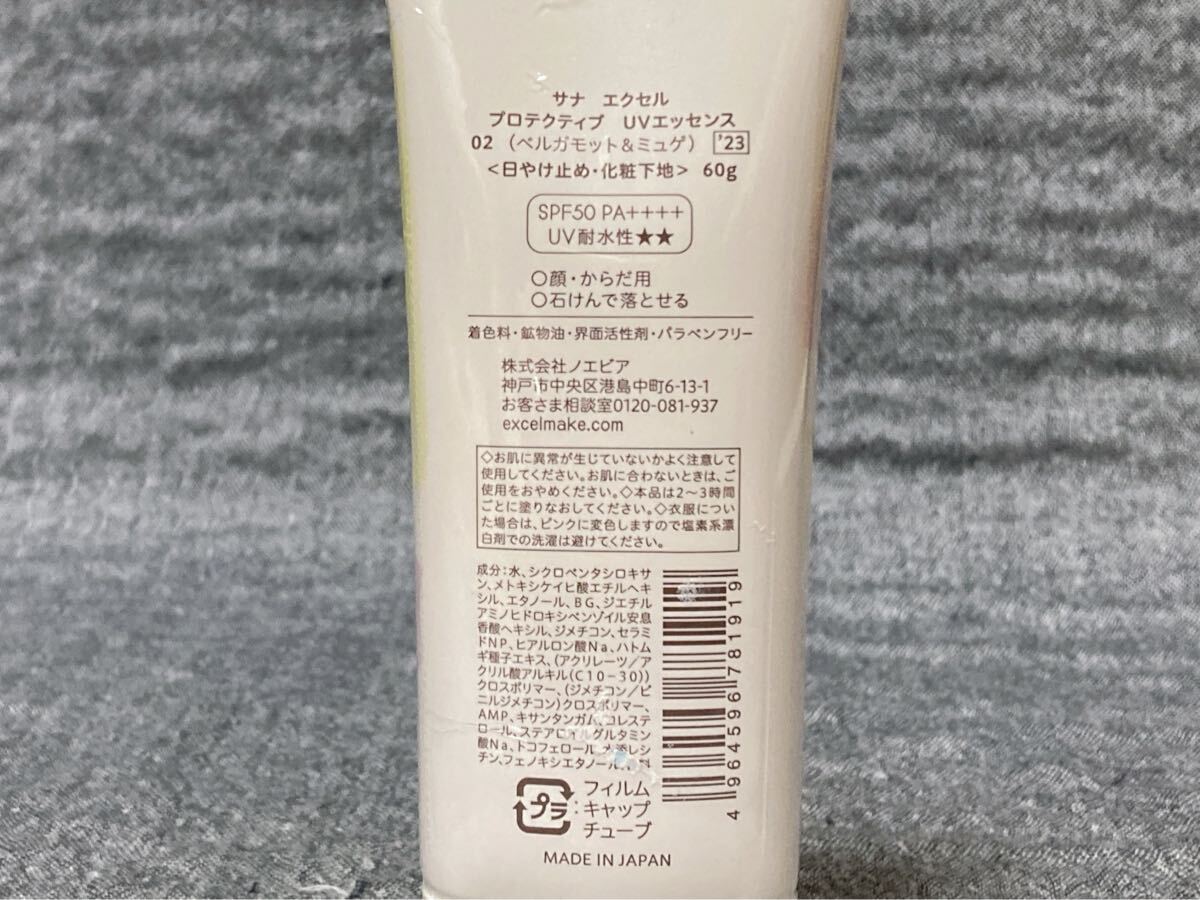 サナ エクセル
プロテクティブ UVエッセンス
02 (ベルガモット&ミュゲ) '23
<日やけ止め・化粧下地> 60g
SPF50 PA++++
UV耐水性★★
○顔・からだ用
○石けんで落とせる
着色料・鉱物油・界面活性剤・パラベンフリー
株式会社ノエビア
神戸市中央区港島中町6-13-1
お客さま相談室0120-081-937
excelmake.com
◇お肌に異常が生じていないかよく注意して
使用してください。お肌に合わないときは、ご
使用をおやめください。◇本品は2〜3時間
ごとに塗りなおしてください。◇衣服につい
た場合は、ピンクに変色しますので塩素系漂
白剤での洗濯は避けてください。
成分:水、シクロペンタシロキサ
ン、メトキシケイヒ酸エチルヘキ
シル、エタノール、BG、ジエチル
アミノヒドロキシベンゾイル安息
香酸ヘキシル、ジメチコン、セラミ
ドNP、ヒアルロン酸Na、ハトム
ギ種子エキス、(アクリレーツ/ア
クリル酸アルキル(C10-30))
クロスポリマー、(ジメチコン/ビ
ニルジメチコン)クロスポリマー、
AMP、キサンタンガム、コレステ
ロール、ステアロイルグルタミン
酸Na、トコフェロール、水添レシ
チン、フェノキシエタノール、
4964596781919
プラ
フィルム
:キャップ
チューブ
MADE IN JAPAN